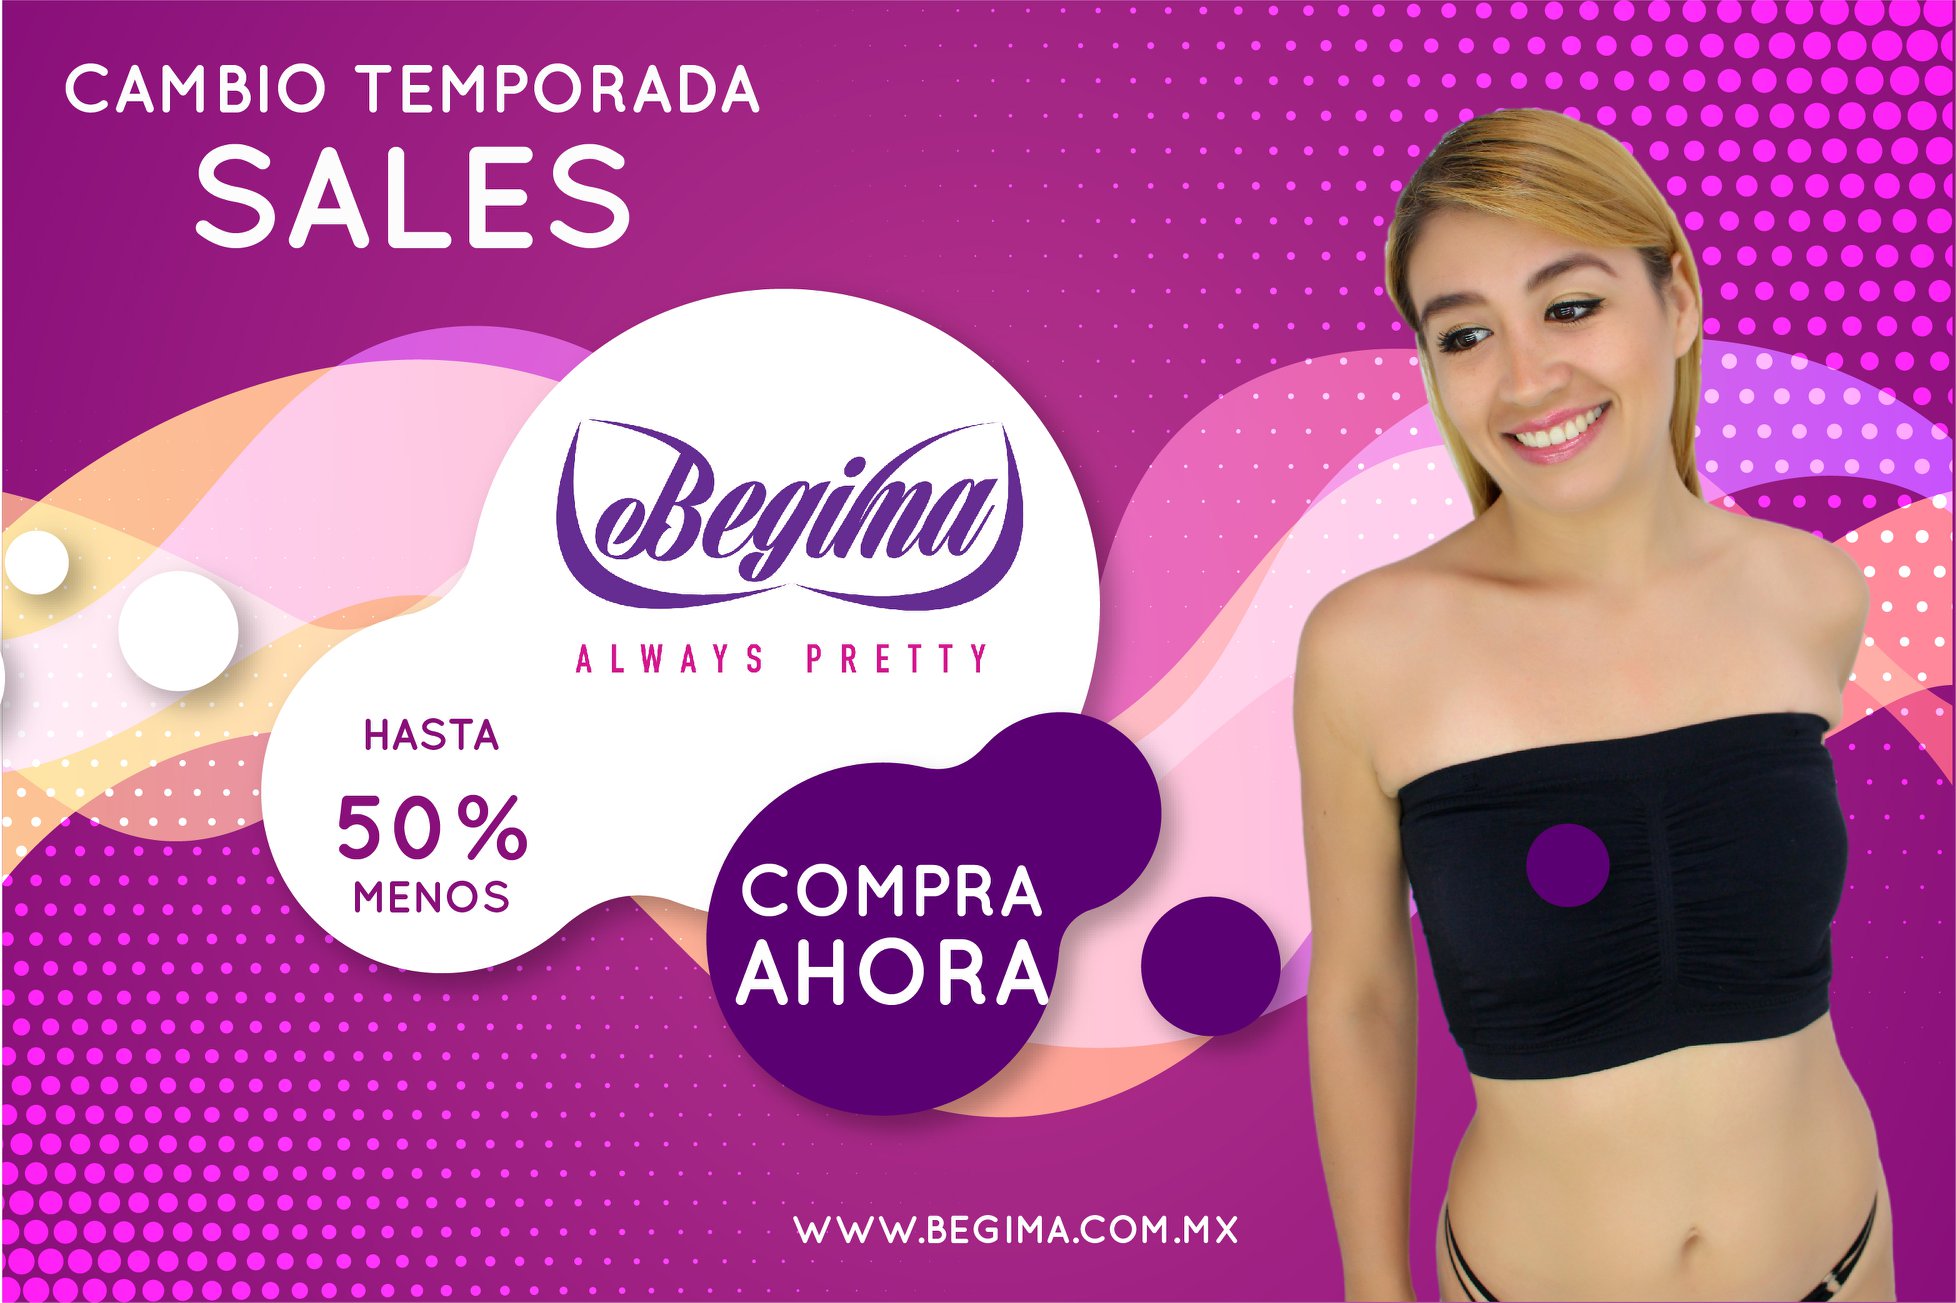 CAMBIO TEMPORADA
SALES
Begima
ALWAYS PRETTY
HASTA
50%
MENOS
COMPRA
AHORA
WWW.BEGIMA.COM.MX